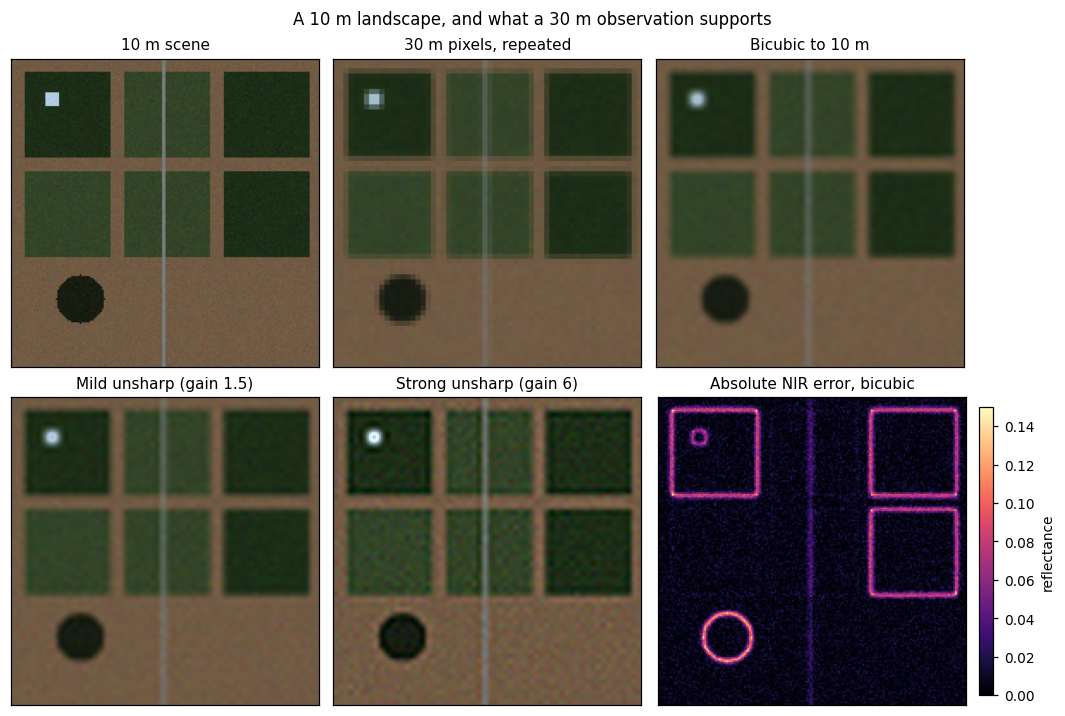 A 10 m landscape, and what a 30 m observation supports
10 m scene
30 m pixels, repeated
Bicubic to 10 m
Mild unsharp (gain 1.5)
Strong unsharp (gain 6)
Absolute NIR error, bicubic
0.14
0.12
0.10
0.08
0.06
0.04
0.02
0.00
reflectance